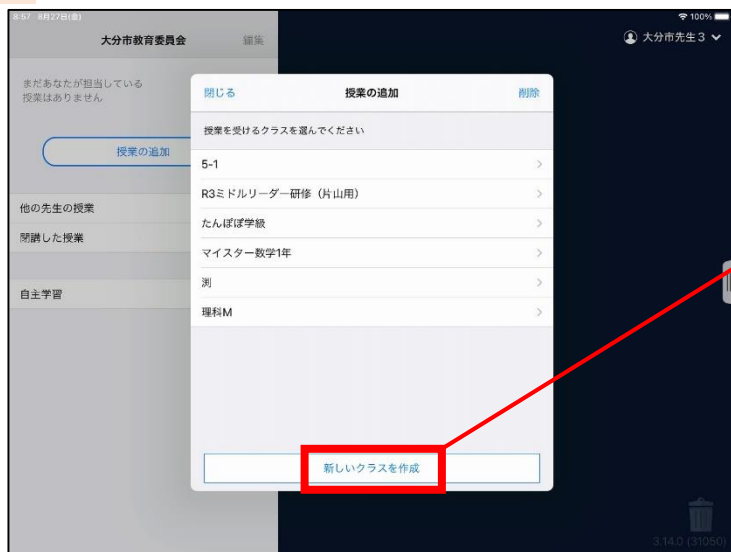 8:57 8月27日(金)
100%
大分市教育委員会
編集
大分市先生3
まだあなたが担当している
授業はありません
授業の追加
他の先生の授業
閉講した授業
自主学習
閉じる
授業の追加
削除
授業を受けるクラスを選んでください
5-1
R3ミドルリーダー研修（片山用）
たんぽぽ学級
マイスター数学1年
渕
理科M
新しいクラスを作成
3.14.0 (31050)